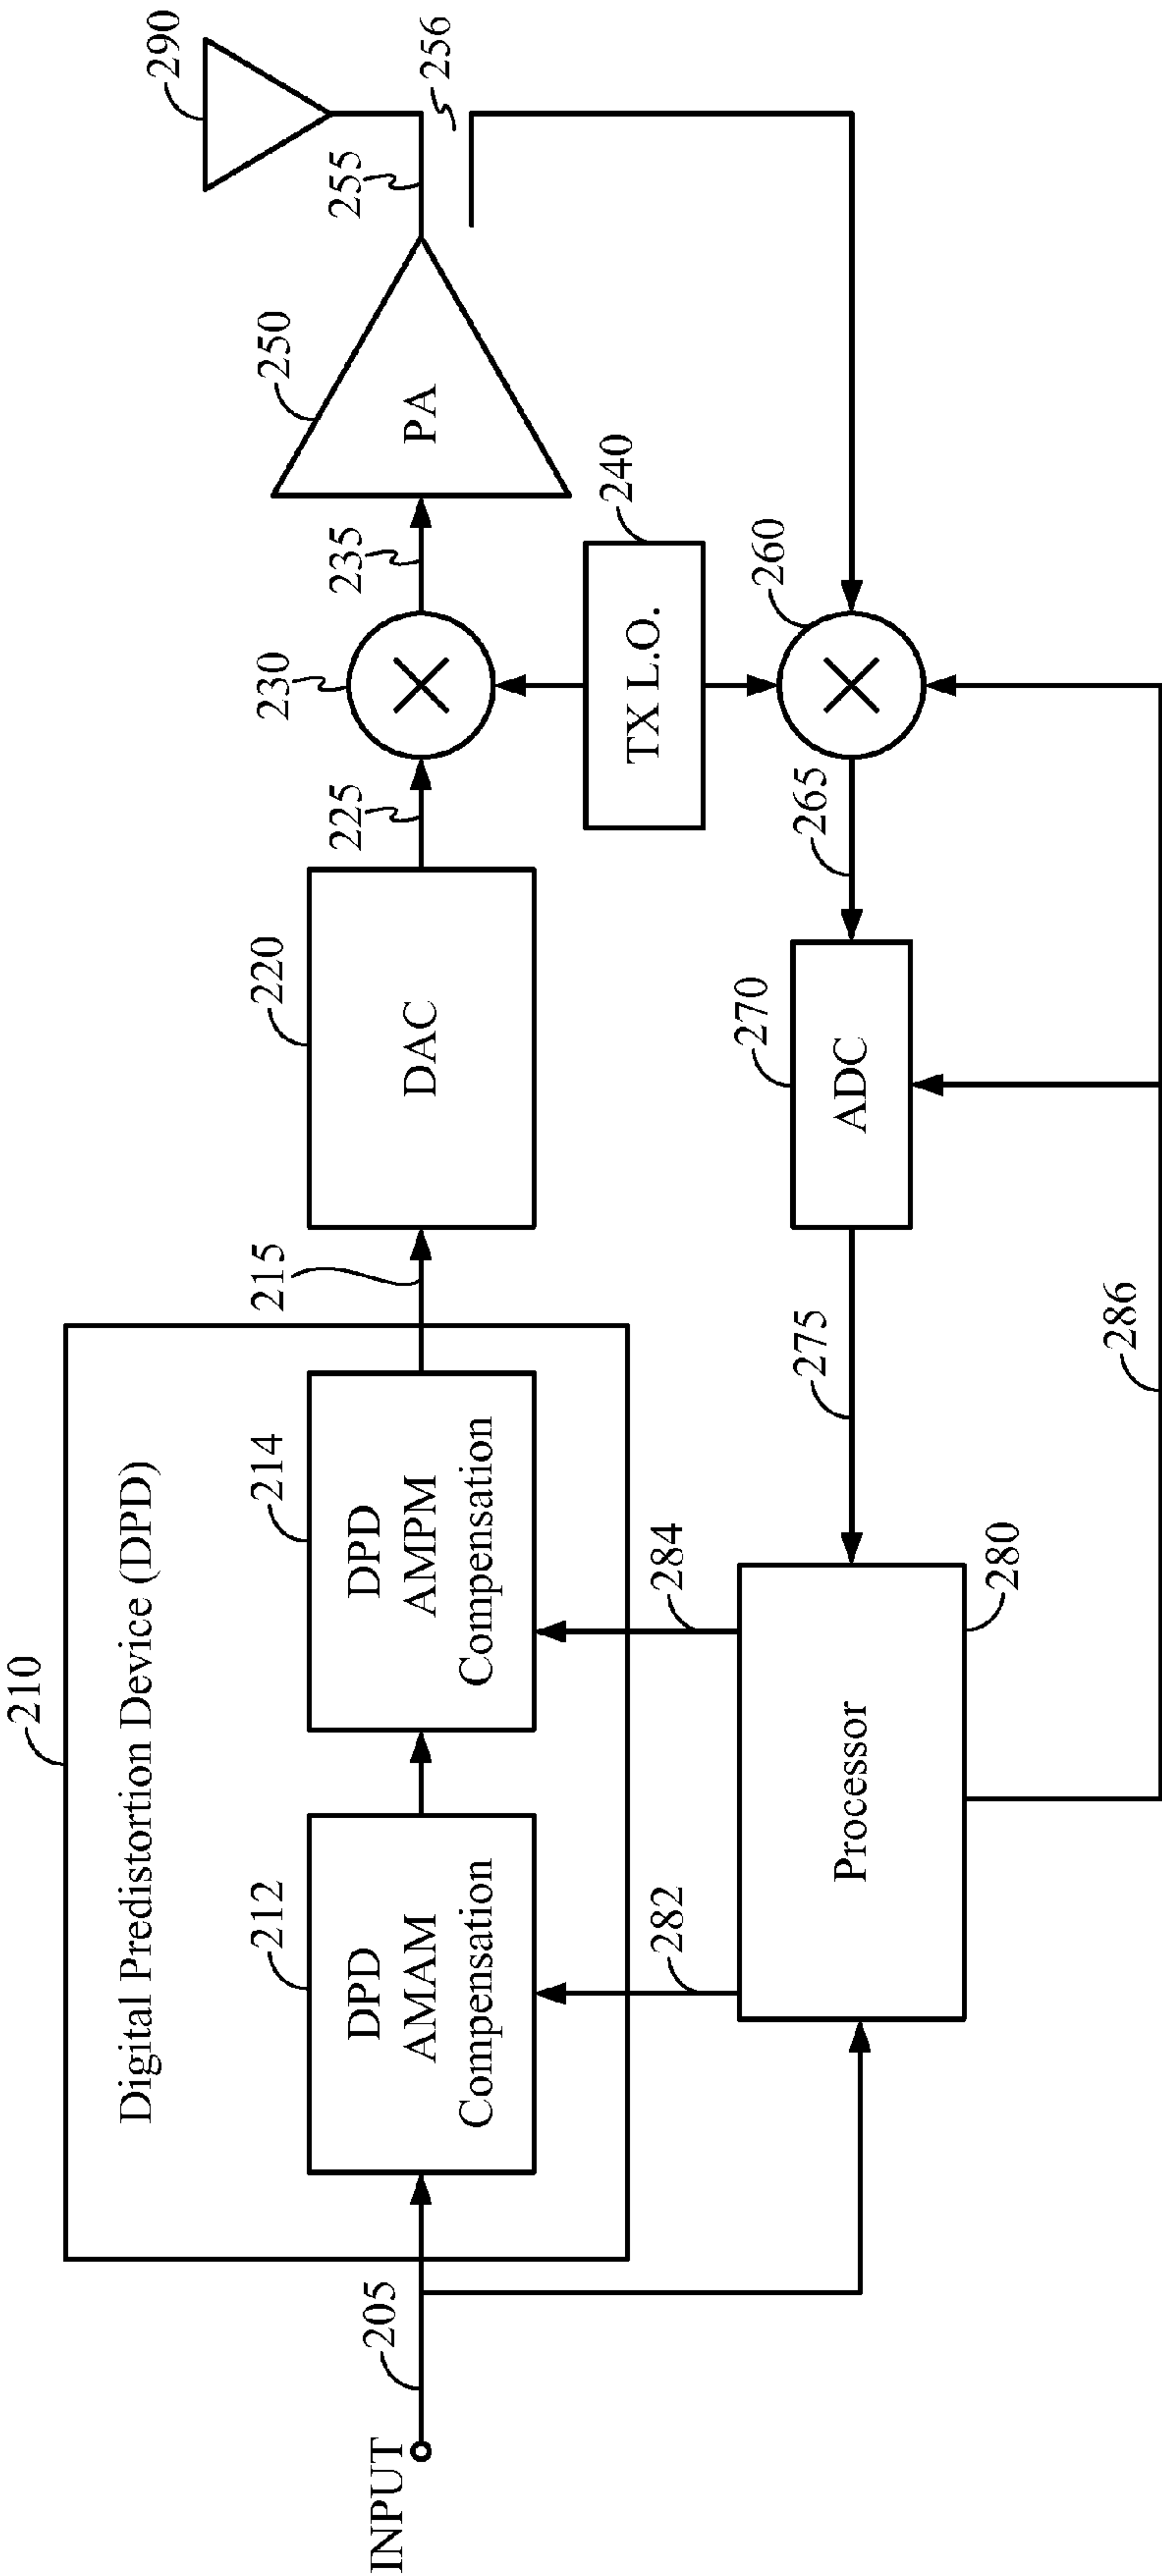 210
Digital Predistortion Device (DPD)
INPUT
205
212
DPD
AMAM
Compensation
214
DPD
AMPM
Compensation
215
220
DAC
225
230
235
250
PA
255
290
256
282
284
240
TX L.O.
260
265
270
ADC
275
Processor
280
286